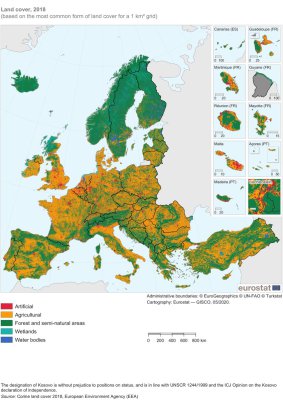 Land cover, 2018
(based on the most common form of land cover for a 1 km² grid)
Canarias (ES)
Guadeloupe (FR)
0 100
0 25
Martinique (FR)
Guyane (FR)
0 20
0 100
Réunion (FR)
Mayotte (FR)
0 20
0 15
Malta
Açores (PT)
0 10
0 50
Madeira (PT)
0 20
eurostat
Administrative boundaries: © EuroGeographics © UN-FAO © Turkstat
Cartography: Eurostat — GISCO, 05/2020
Artificial
Agricultural
Forest and semi-natural areas
Wetlands
Water bodies
0 200 400 600 800 km
The designation of Kosovo is without prejudice to positions on status, and is in line with UNSCR 1244/1999 and the ICJ Opinion on the Kosovo
declaration of independence.
Source: Corine land cover 2018, European Environment Agency (EEA)